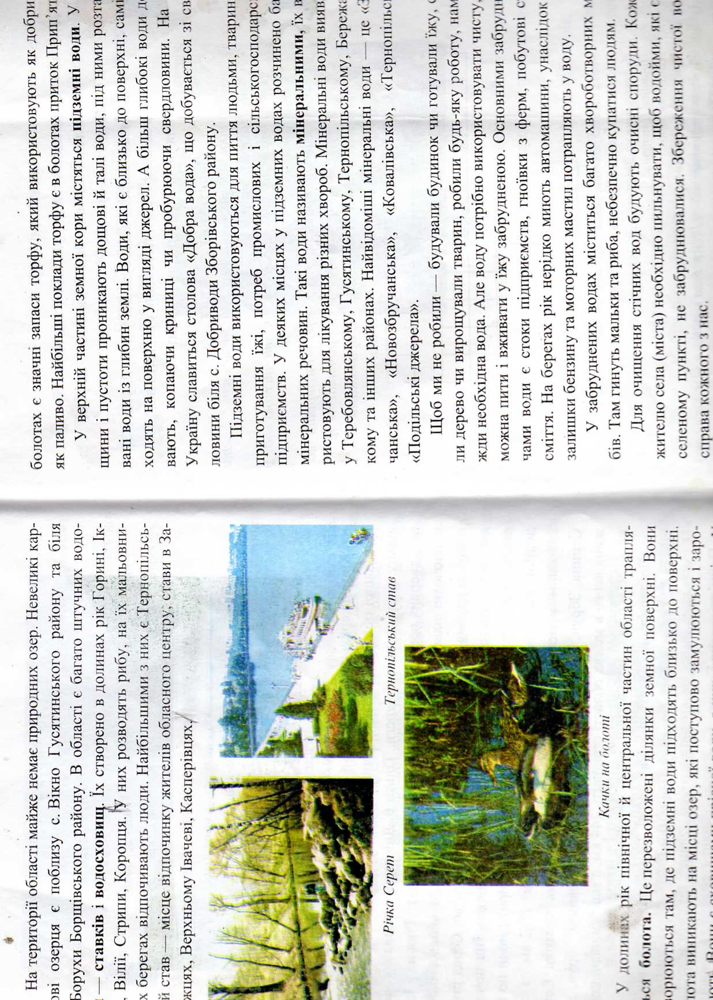 На території області майже немає природних озер. Невеликі кар-
ові озерця є поблизу с. Вікно Гусятинського району та біля
Борухи Борщівського району. В області є багато штучних водо-
— ставків і водосховищ. Їх створено в долинах рік Горині, Ік-
, Вілії, Стрипи, Коропця. У них розводять рибу, на їх мальовни-
х берегах відпочивають люди. Найбільшими з них є Тернопільсь-
й став — місце відпочинку жителів обласного центру, стави в За-
жцях, Верхньому Івачеві, Касперівцях.
Річка Серет
Тернопільський став
Качки на болоті
У долинах рік північної й центральної частин області трапля-
ься болота. Це перезволожені ділянки земної поверхні. Вони
орюються там, де підземні води підходять близько до поверхні.
лота виникають на місці озер, які поступово замулюються і заро-
болотах є значні запаси торфу, який використовують як добри
як паливо. Найбільші поклади торфу є в болотах приток Прип’ят
У верхній частині земної кори містяться підземні води. У
щини і пустоти проникають дощові й талі води, під ними розта
вані води із глибин землі. Води, які є близько до поверхні, самі
ходять на поверхню у вигляді джерел. А більш глибокі води до
вають, копаючи криниці чи пробурюючи свердловини. На
Україну славиться столова «Добра вода», що добувається зі св
ловини біля с. Добриводи Зборівського району.
Підземні води використовуються для пиття людьми, тварин
приготування їжі, потреб промислових і сільськогосподарс
підприємств. У деяких місцях у підземних водах розчинено ба
мінеральних речовин. Такі води називають мінеральними, їх в
ристовують для лікування різних хвороб. Мінеральні води вияв
у Теребовлянському, Гусятинському, Тернопільському, Бережа
кому та інших районах. Найвідоміші мінеральні води — це «З
чанська», «Новозбручанська», «Ковалівська», «Тернопільс
«Подільські джерела».
Щоб ми не робили — будували будинок чи готували їжу, с
ли дерево чи вирощували тварин, робили будь-яку роботу, нам
жди необхідна вода. Але воду потрібно використовувати чисту,
можна пити і вживати у їжу забрудненою. Основними забрудн
чами води є стоки підприємств, гноївки з ферм, побутові ст
сміття. На берегах рік нерідко миють автомашини, унаслідок
залишки бензину та моторних мастил потрапляють у воду.
У забруднених водах міститься багато хвороботворних м
бів. Там гинуть мальки та риба, небезпечно купатися людям.
Для очищення стічних вод будують очисні споруди. Кож
жителю села (міста) необхідно пильнувати, щоб водойми, які є
селеному пункті, не забруднювалися. Збереження чистої во
справа кожного з нас.